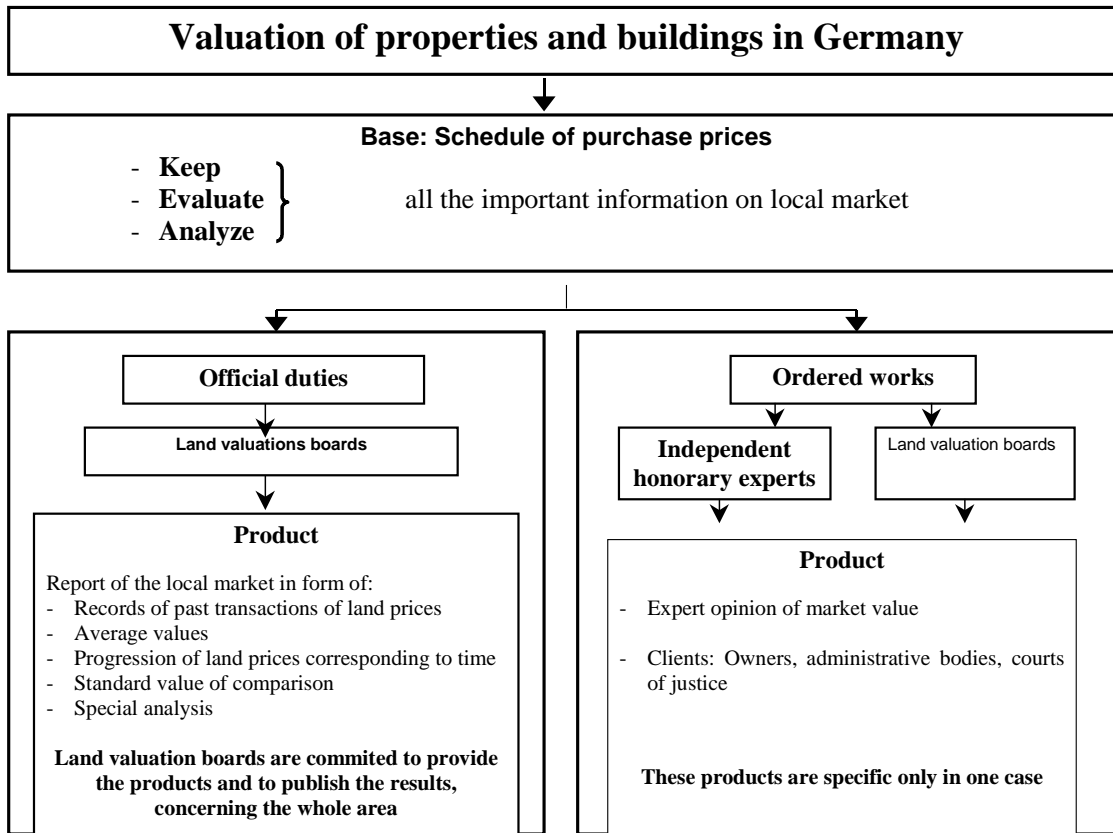 Valuation of properties and buildings in Germany
Base: Schedule of purchase prices
- Keep
- Evaluate
- Analyze
all the important information on local market
Official duties
Land valuations boards
Product
Report of the local market in form of:
- Records of past transactions of land prices
- Average values
- Progression of land prices corresponding to time
- Standard value of comparison
- Special analysis
Land valuation boards are commited to provide
the products and to publish the results,
concerning the whole area
Ordered works
Independent
honorary experts
Land valuation boards
Product
- Expert opinion of market value
- Clients: Owners, administrative bodies, courts
of justice
These products are specific only in one case